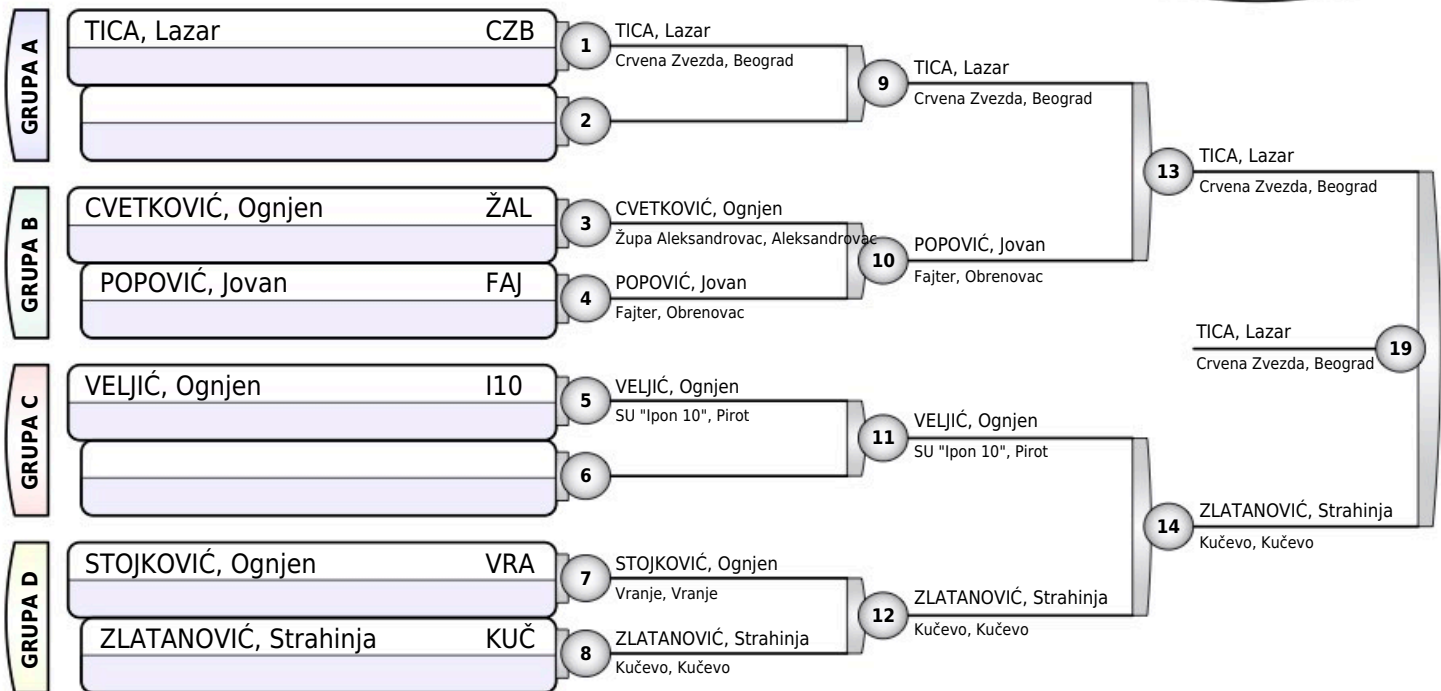 GRUPA A
TICA, Lazar CZB
1
TICA, Lazar
Crvena Zvezda, Beograd
2
9
TICA, Lazar
Crvena Zvezda, Beograd
GRUPA B
CVETKOVIĆ, Ognjen ŽAL
3
CVETKOVIĆ, Ognjen
Župa Aleksandrovac, Aleksandrovac
POPOVIĆ, Jovan FAJ
4
POPOVIĆ, Jovan
Fajter, Obrenovac
10
POPOVIĆ, Jovan
Fajter, Obrenovac
13
TICA, Lazar
Crvena Zvezda, Beograd
GRUPA C
VELJIĆ, Ognjen I10
5
VELJIĆ, Ognjen
SU "Ipon 10", Pirot
6
11
VELJIĆ, Ognjen
SU "Ipon 10", Pirot
GRUPA D
STOJKOVIĆ, Ognjen VRA
7
STOJKOVIĆ, Ognjen
Vranje, Vranje
ZLATANOVIĆ, Strahinja KUČ
8
ZLATANOVIĆ, Strahinja
Kučevo, Kučevo
12
ZLATANOVIĆ, Strahinja
Kučevo, Kučevo
14
ZLATANOVIĆ, Strahinja
Kučevo, Kučevo
TICA, Lazar
Crvena Zvezda, Beograd
19